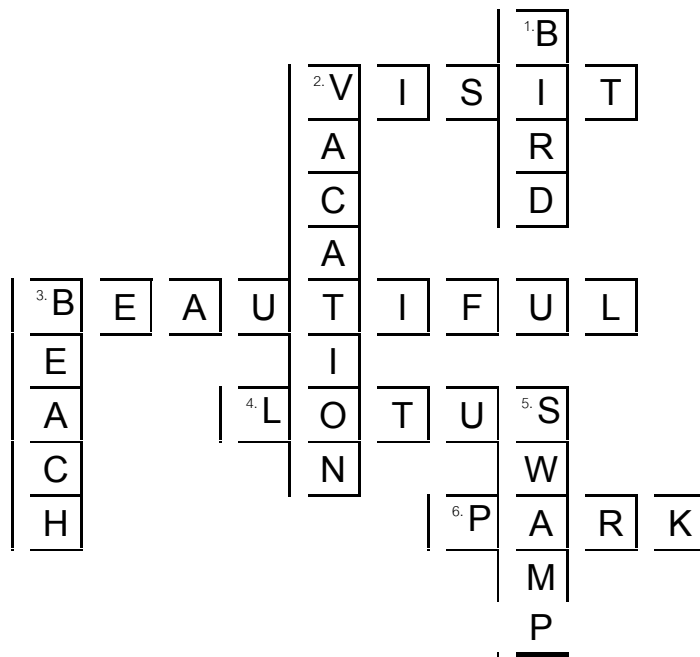 1. B
2. V I S I T
A R
C D
A
3. B E A U T I F U L
E I
A 4. L O T U 5. S
C N W
H 6. P A R K
M
P